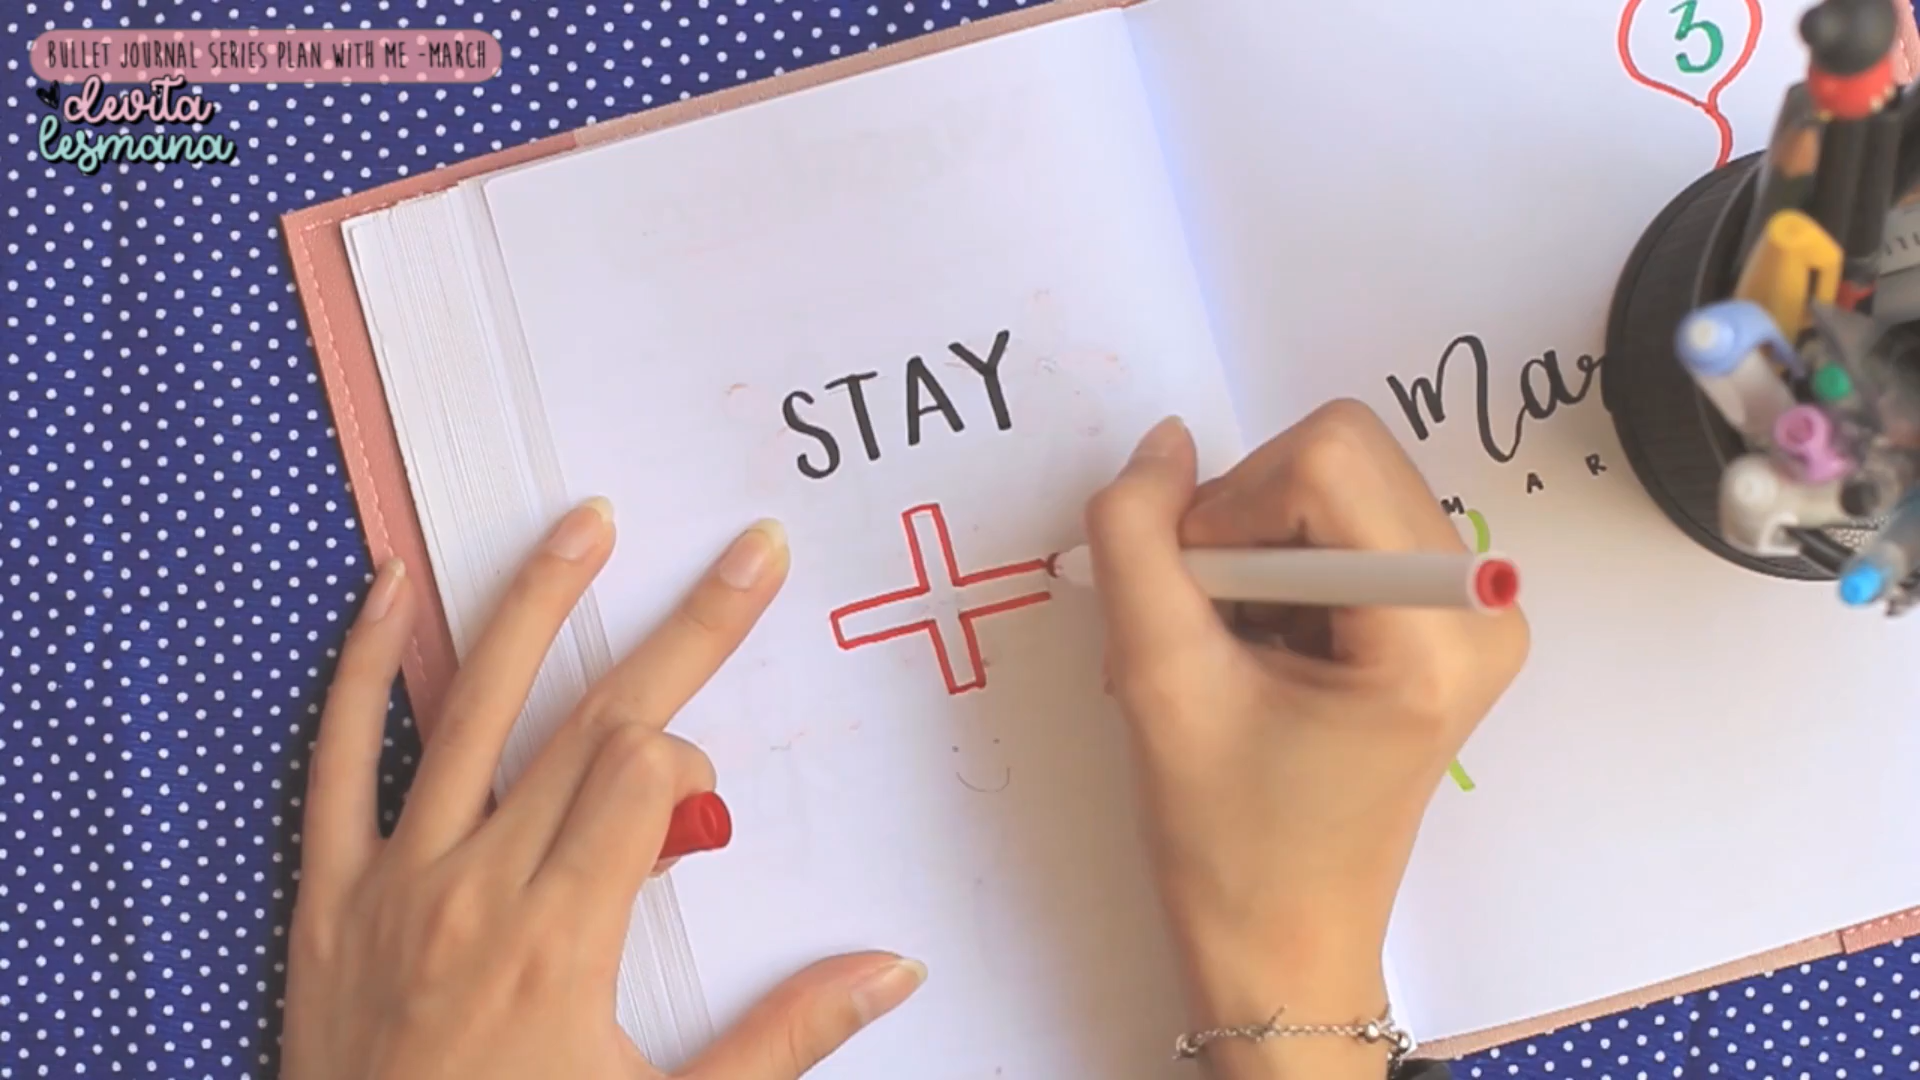 BULLET JOURNAL SERIES PLAN WITH ME -MARCH
devita
lesmana
STAY
3
Mar
M A R